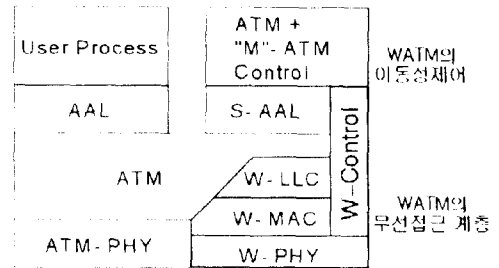 User Process
ATM +
"M"- ATM
Control
WATM의
이동성제어
AAL
S- AAL
W-Control
ATM
W- LLC
W- MAC
WATM의
무선접근 계층
ATM- PHY
W- PHY